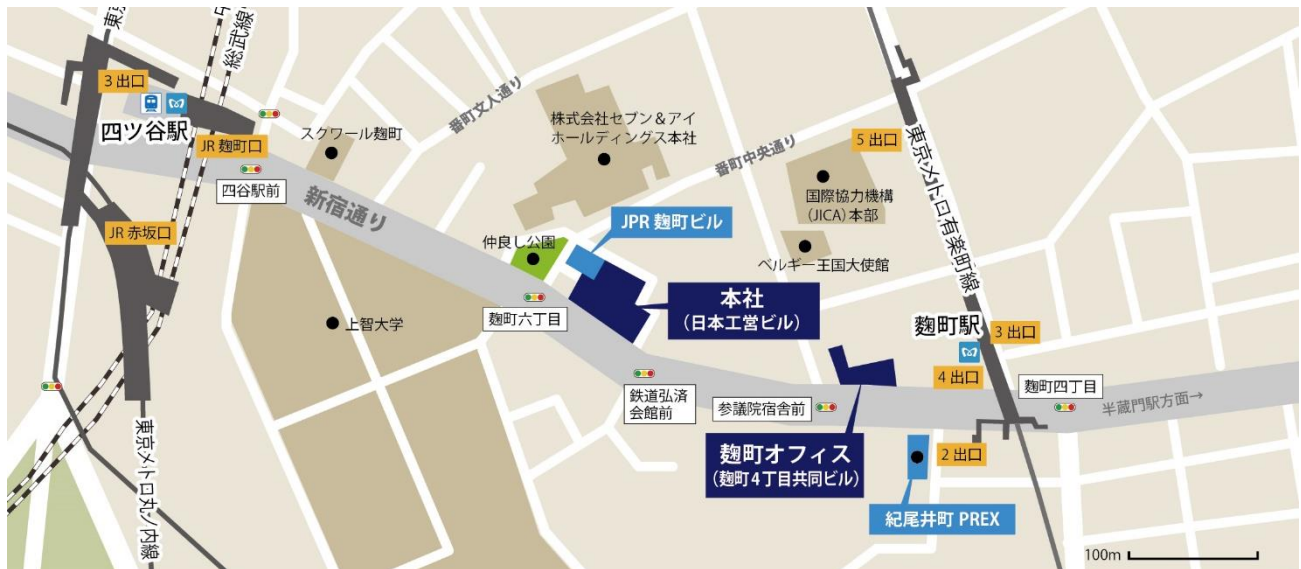 東京
総武線
3出口
四ツ谷駅
JR 麹町口
四谷駅前
スクワール麹町
番町文人通り
株式会社セブン＆アイ
ホールディングス本社
番町中央通り
5 出口
東京メトロ有楽町線
国際協力機構
（JICA）本部
ベルギー王国大使館
新宿通り
JR 赤坂口
仲良し公園
JPR 麹町ビル
本社
（日本工営ビル）
麹町六丁目
上智大学
麴町駅
3 出口
4 出口
麹町四丁目
半蔵門駅方面→
鉄道弘済
会館前
参議院宿舎前
麹町オフィス
（麹町4丁目共同ビル）
2 出口
紀尾井町 PREX
東京メトロ丸ノ内線
100m